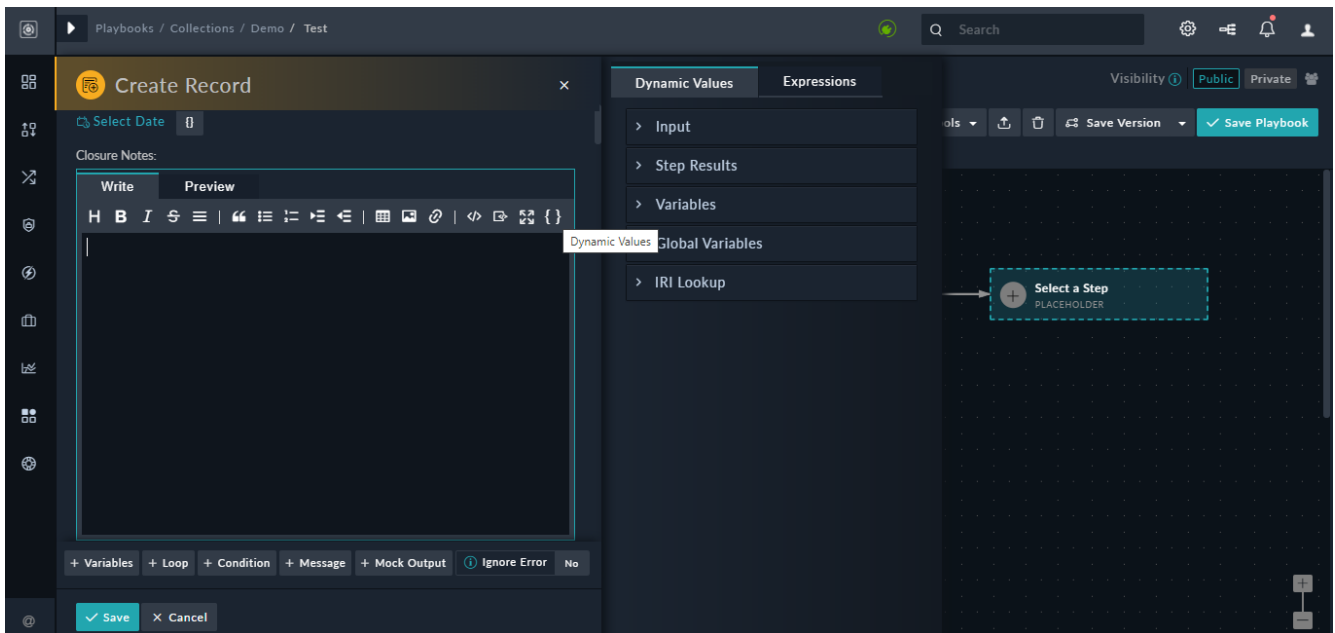 Playbooks / Collections / Demo / Test
Search
Create Record
Select Date {}
Closure Notes:
Write Preview
H B I S { }
Dynamic Values
Dynamic Values Expressions
Input
Step Results
Variables
Global Variables
IRI Lookup
Visibility Public Private
ols Save Version Save Playbook
Select a Step
PLACEHOLDER
+ Variables + Loop + Condition + Message + Mock Output Ignore Error No
Save × Cancel
@